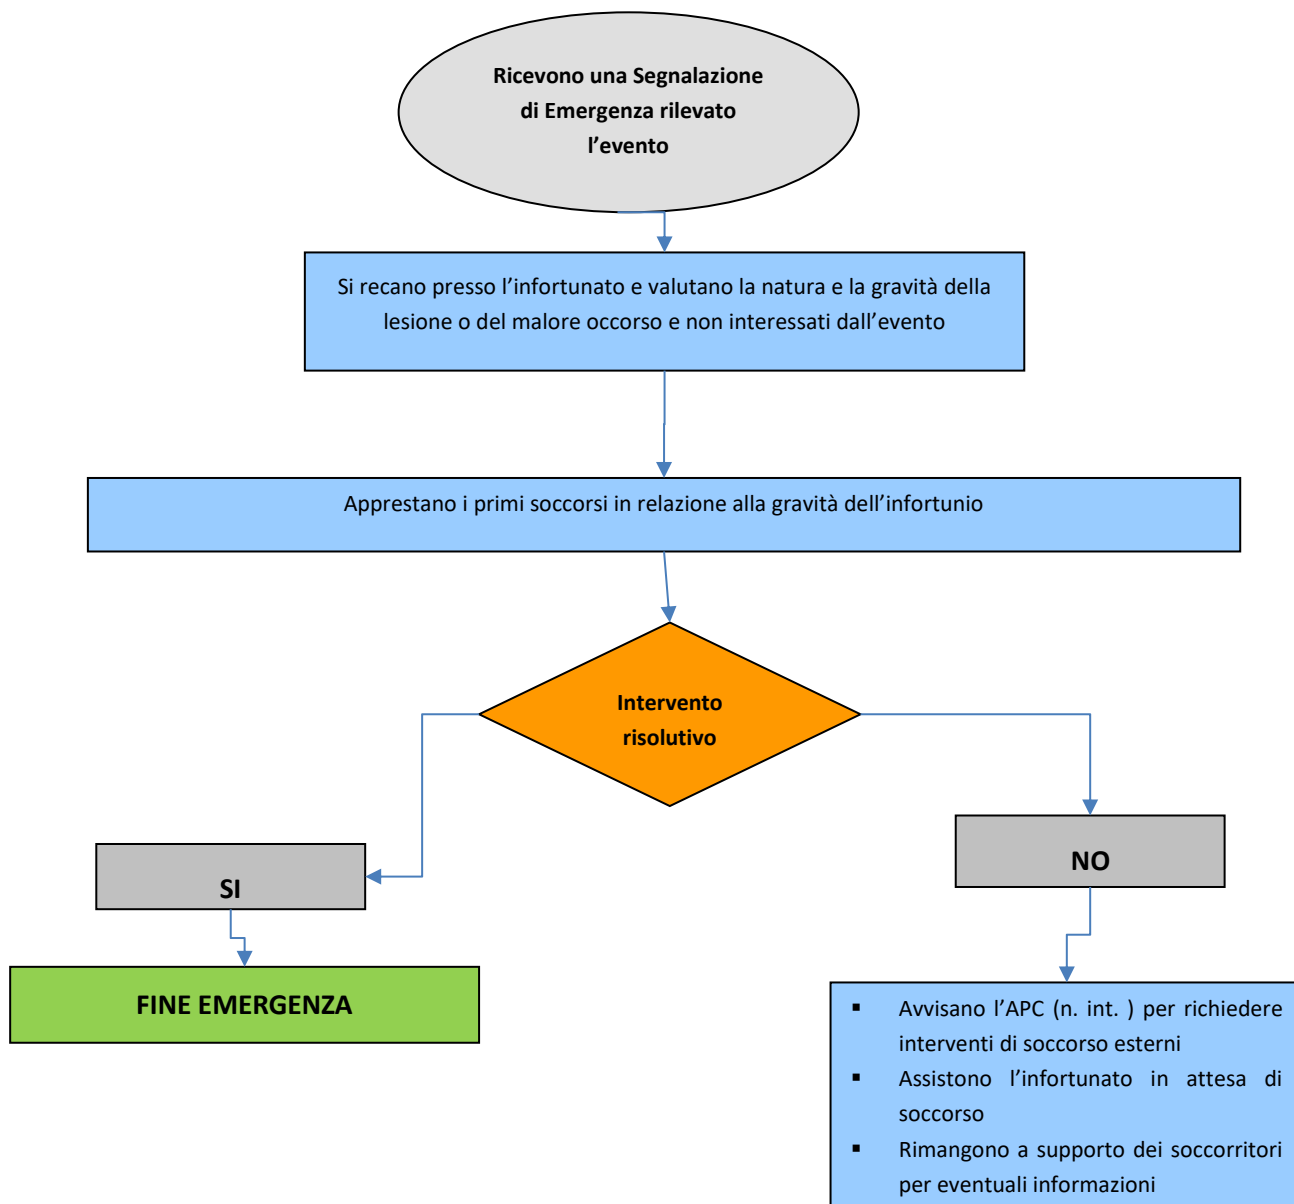 Ricevono una Segnalazione
di Emergenza rilevato
l’evento
Si recano presso l’infortunato e valutano la natura e la gravità della
lesione o del malore occorso e non interessati dall’evento
Apprestano i primi soccorsi in relazione alla gravità dell’infortunio
Intervento
risolutivo
SI
NO
FINE EMERGENZA
▪ Avvisano l’APC (n. int. ) per richiedere
interventi di soccorso esterni
▪ Assistono l’infortunato in attesa di
soccorso
▪ Rimangono a supporto dei soccorritori
per eventuali informazioni